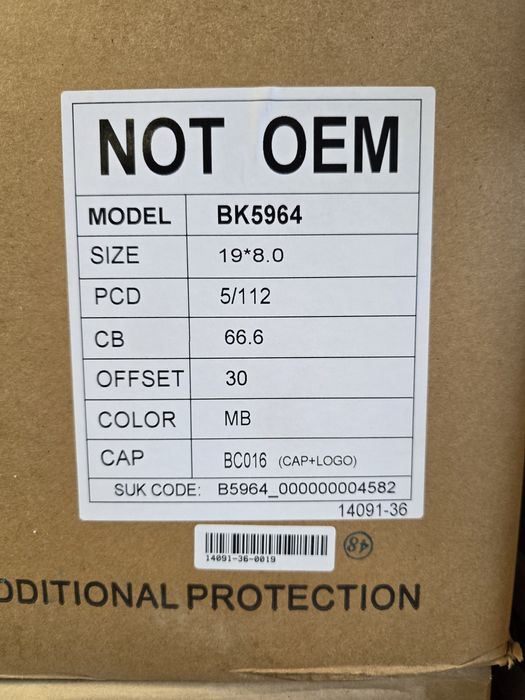 NOT OEM
MODEL BK5964
SIZE 19*8.0
PCD 5/112
CB 66.6
OFFSET 30
COLOR MB
CAP BC016 (CAP+LOGO)
SUK CODE: B5964_000000004582
14091-36
14091-36-0019
48
DDITIONAL PROTECTION